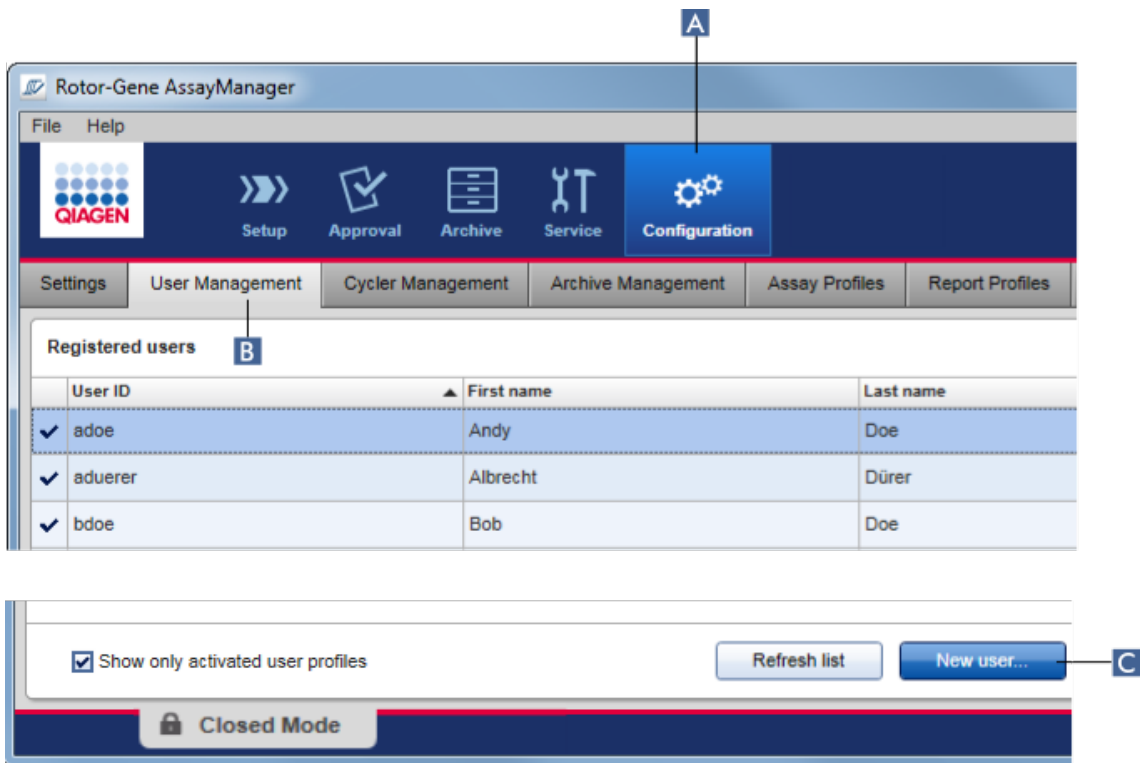 A
Rotor-Gene AssayManager
File Help
QIAGEN
Setup Approval Archive Service Configuration
Settings User Management Cycler Management Archive Management Assay Profiles Report Profiles
Registered users B
User ID First name Last name
adoe Andy Doe
aduerer Albrecht Dürer
bdoe Bob Doe
Show only activated user profiles Refresh list New user... C
Closed Mode